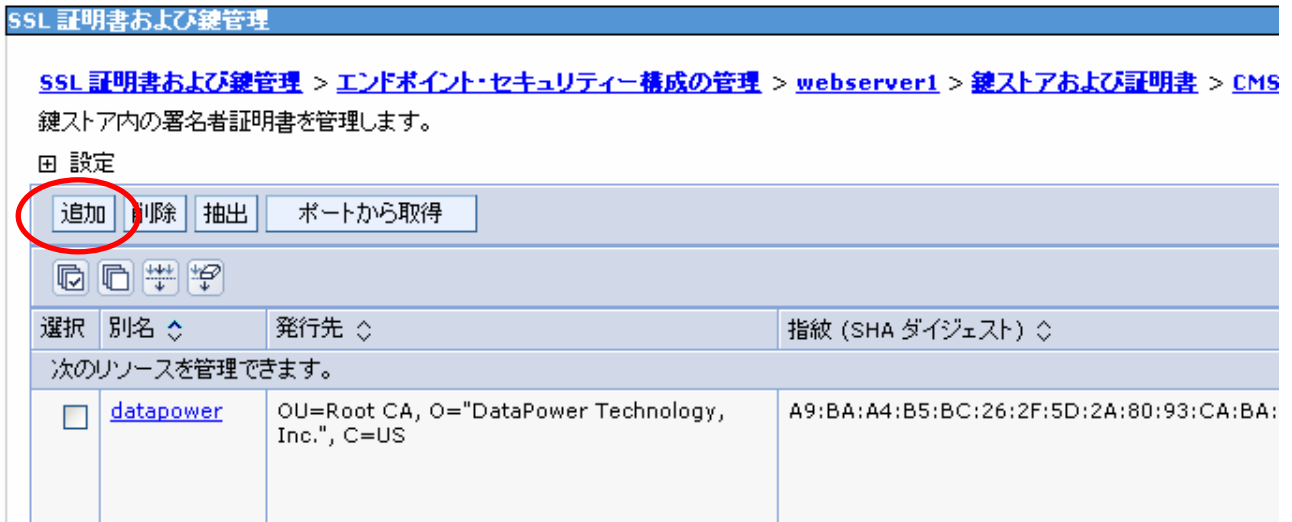 SSL 証明書および鍵管理
SSL 証明書および鍵管理 > エンドポイント・セキュリティー構成の管理 > webserver1 > 鍵ストアおよび証明書 > CMS
鍵ストア内の署名者証明書を管理します。
設定
追加 削除 抽出 ポートから取得
選択 別名 発行先 指紋 (SHA ダイジェスト)
次のリソースを管理できます。
datapower OU=Root CA, O="DataPower Technology, A9:BA:A4:B5:BC:26:2F:5D:2A:80:93:CA:BA:
Inc.", C=US